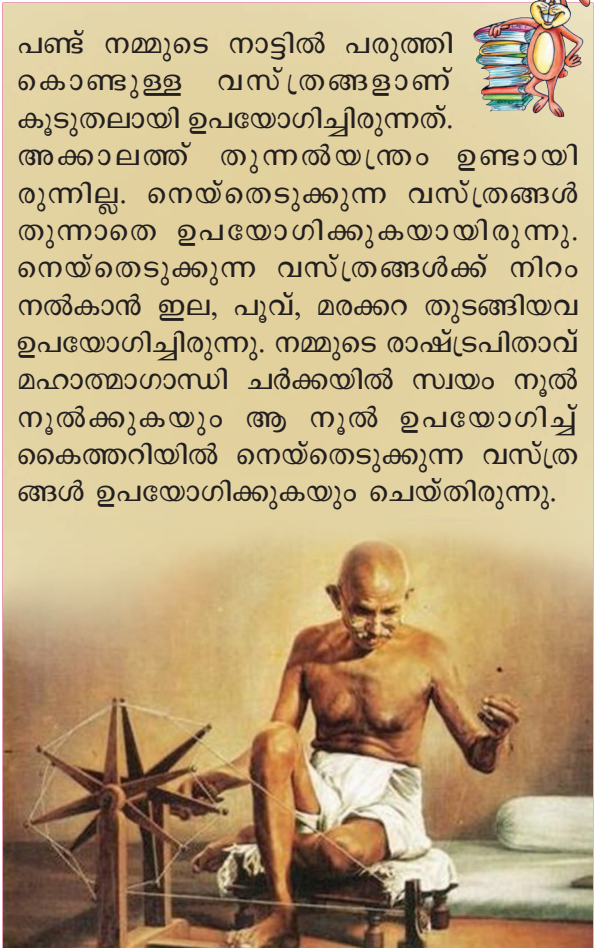 പണ്ട് നമ്മുടെ നാട്ടിൽ പരുത്തി
കൊണ്ടുള്ള വസ്ത്രങ്ങളാണ്
കൂടുതലായി ഉപയോഗിച്ചിരുന്നത്.
അക്കാലത്ത് തുന്നൽയന്ത്രം ഉണ്ടായി
രുന്നില്ല. നെയ്തെടുക്കുന്ന വസ്ത്രങ്ങൾ
തുന്നാതെ ഉപയോഗിക്കുകയായിരുന്നു.
നെയ്തെടുക്കുന്ന വസ്ത്രങ്ങൾക്ക് നിറം
നൽകാൻ ഇല, പൂവ്, മരക്കറ തുടങ്ങിയവ
ഉപയോഗിച്ചിരുന്നു. നമ്മുടെ രാഷ്ട്രപിതാവ്
മഹാത്മാഗാന്ധി ചർക്കയിൽ സ്വയം നൂൽ
നൂൽക്കുകയും ആ നൂൽ ഉപയോഗിച്ച്
കൈത്തറിയിൽ നെയ്തെടുക്കുന്ന വസ്ത്ര
ങ്ങൾ ഉപയോഗിക്കുകയും ചെയ്തിരുന്നു.